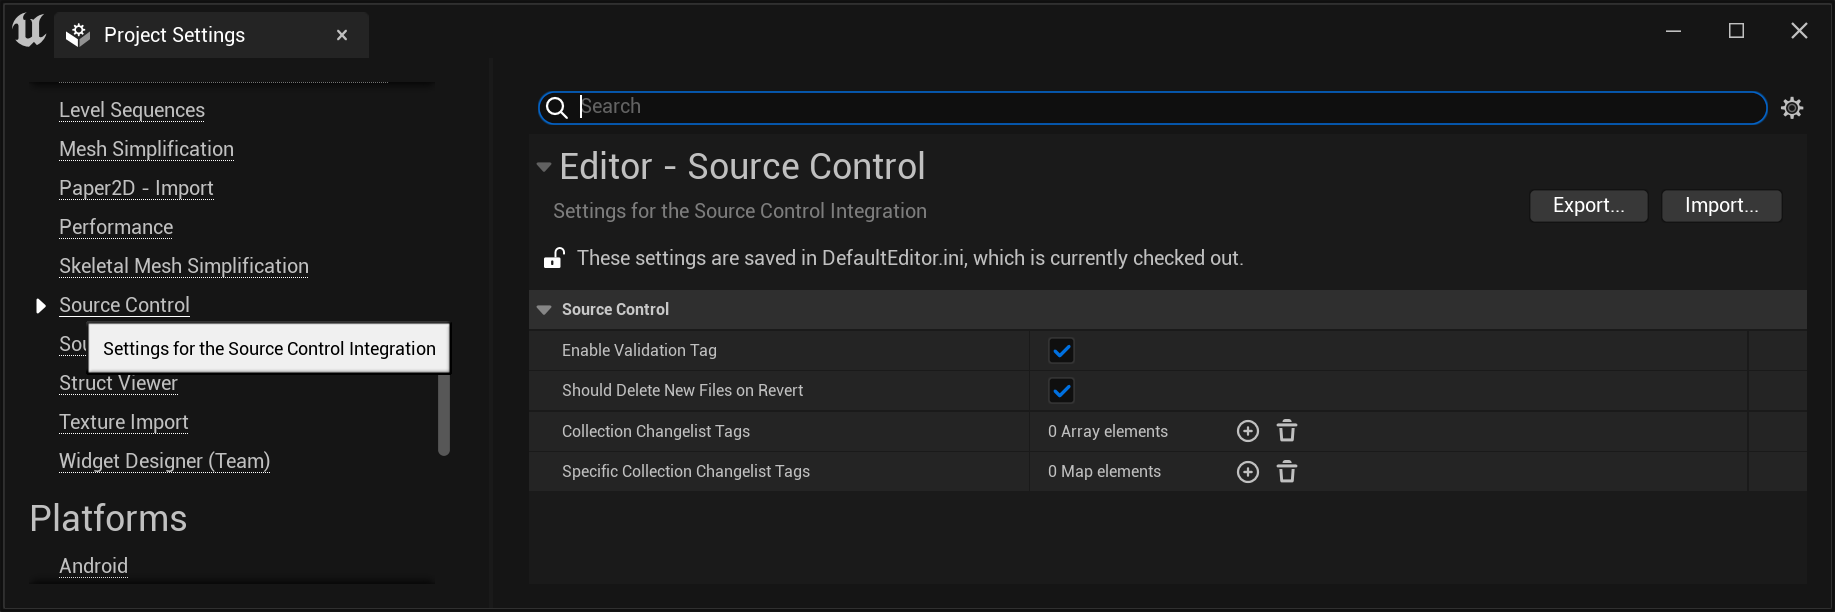 Project Settings
Level Sequences
Mesh Simplification
Paper2D - Import
Performance
Skeletal Mesh Simplification
Source Control
Settings for the Source Control Integration
Struct Viewer
Texture Import
Widget Designer (Team)
Platforms
Android
Search
Editor - Source Control
Settings for the Source Control Integration
Export...
Import...
These settings are saved in DefaultEditor.ini, which is currently checked out.
Source Control
Enable Validation Tag
Should Delete New Files on Revert
Collection Changelist Tags
0 Array elements
Specific Collection Changelist Tags
0 Map elements